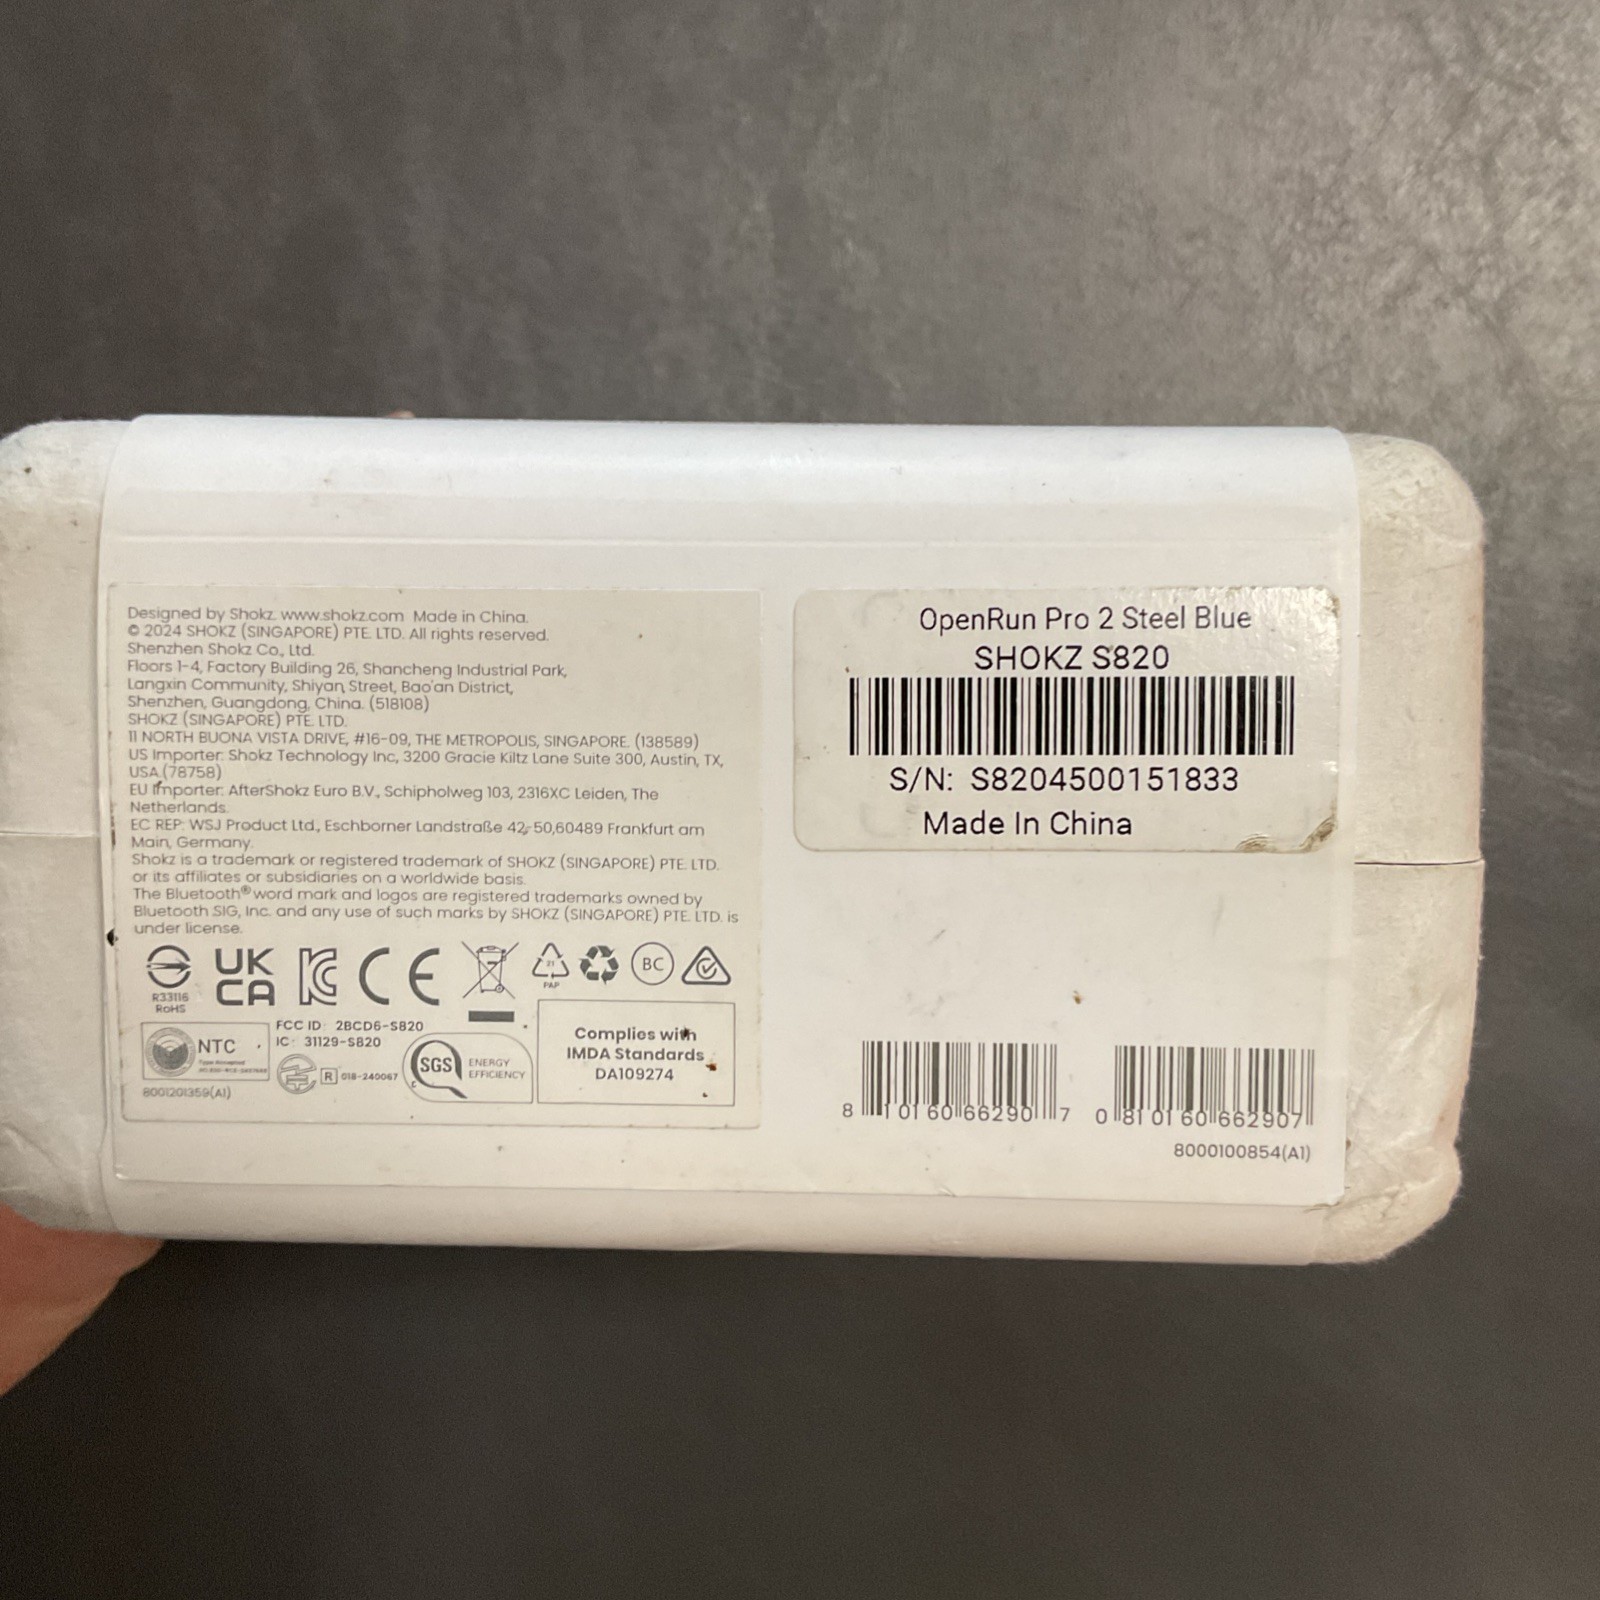 Designed by Shokz. www.shokz.com Made in China.
© 2024 SHOKZ (SINGAPORE) PTE. LTD. All rights reserved.
Shenzhen Shokz Co., Ltd.
Floors 1-4, Factory Building 26, Shancheng Industrial Park,
Langxin Community, Shiyan Street, Bao'an District,
Shenzhen, Guangdong, China. (518108)
SHOKZ (SINGAPORE) PTE. LTD.
11 NORTH BUONA VISTA DRIVE, #16-09, THE METROPOLIS, SINGAPORE. (138589)
US Importer: Shokz Technology Inc, 3200 Gracie Kiltz Lane Suite 300, Austin, TX,
USA (78758)
EU Importer: AfterShokz Euro B.V., Schipholweg 103, 2316XC Leiden, The
Netherlands.
EC REP: WSJ Product Ltd., Eschborner Landstraße 42-50,60489 Frankfurt am
Main, Germany.
Shokz is a trademark or registered trademark of SHOKZ (SINGAPORE) PTE. LTD.
or its affiliates or subsidiaries on a worldwide basis.
The Bluetooth® word mark and logos are registered trademarks owned by
Bluetooth SIG, Inc. and any use of such marks by SHOKZ (SINGAPORE) PTE. LTD. is
under license.
R33116
RoHS
UK
CA
KC
CE
21
PAP
BC
NTC
Type Accepted
8001201359(A1)
FCC ID: 2BCD6-S820
IC: 31129-S820
R 018-240067
SGS
ENERGY
EFFICIENCY
Complies with
IMDA Standards
DA109274
OpenRun Pro 2 Steel Blue
SHOKZ S820
S/N: S8204500151833
Made In China
8 10160 66290 7
0 810160 662907
8000100854(A1)